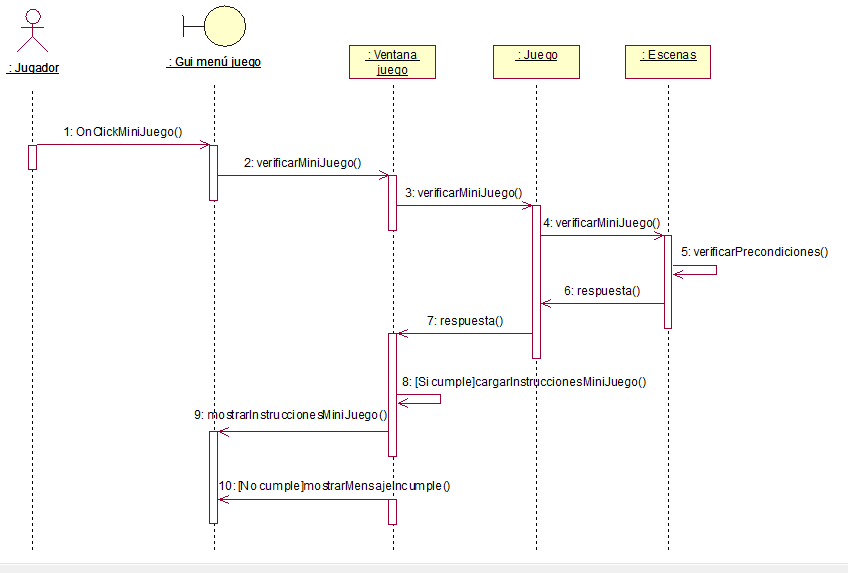 : Jugador
: Gui menú juego
: Ventana
juego
: Juego
: Escenas
1: OnClickMiniJuego()
2: verificarMiniJuego()
3: verificarMiniJuego()
4: verificarMiniJuego()
5: verificarPrecondiciones()
6: respuesta()
7: respuesta()
8: [Si cumple]cargarInstruccionesMiniJuego()
9: mostrarInstruccionesMiniJuego()
10: [No cumple]mostrarMensajeIncumple()